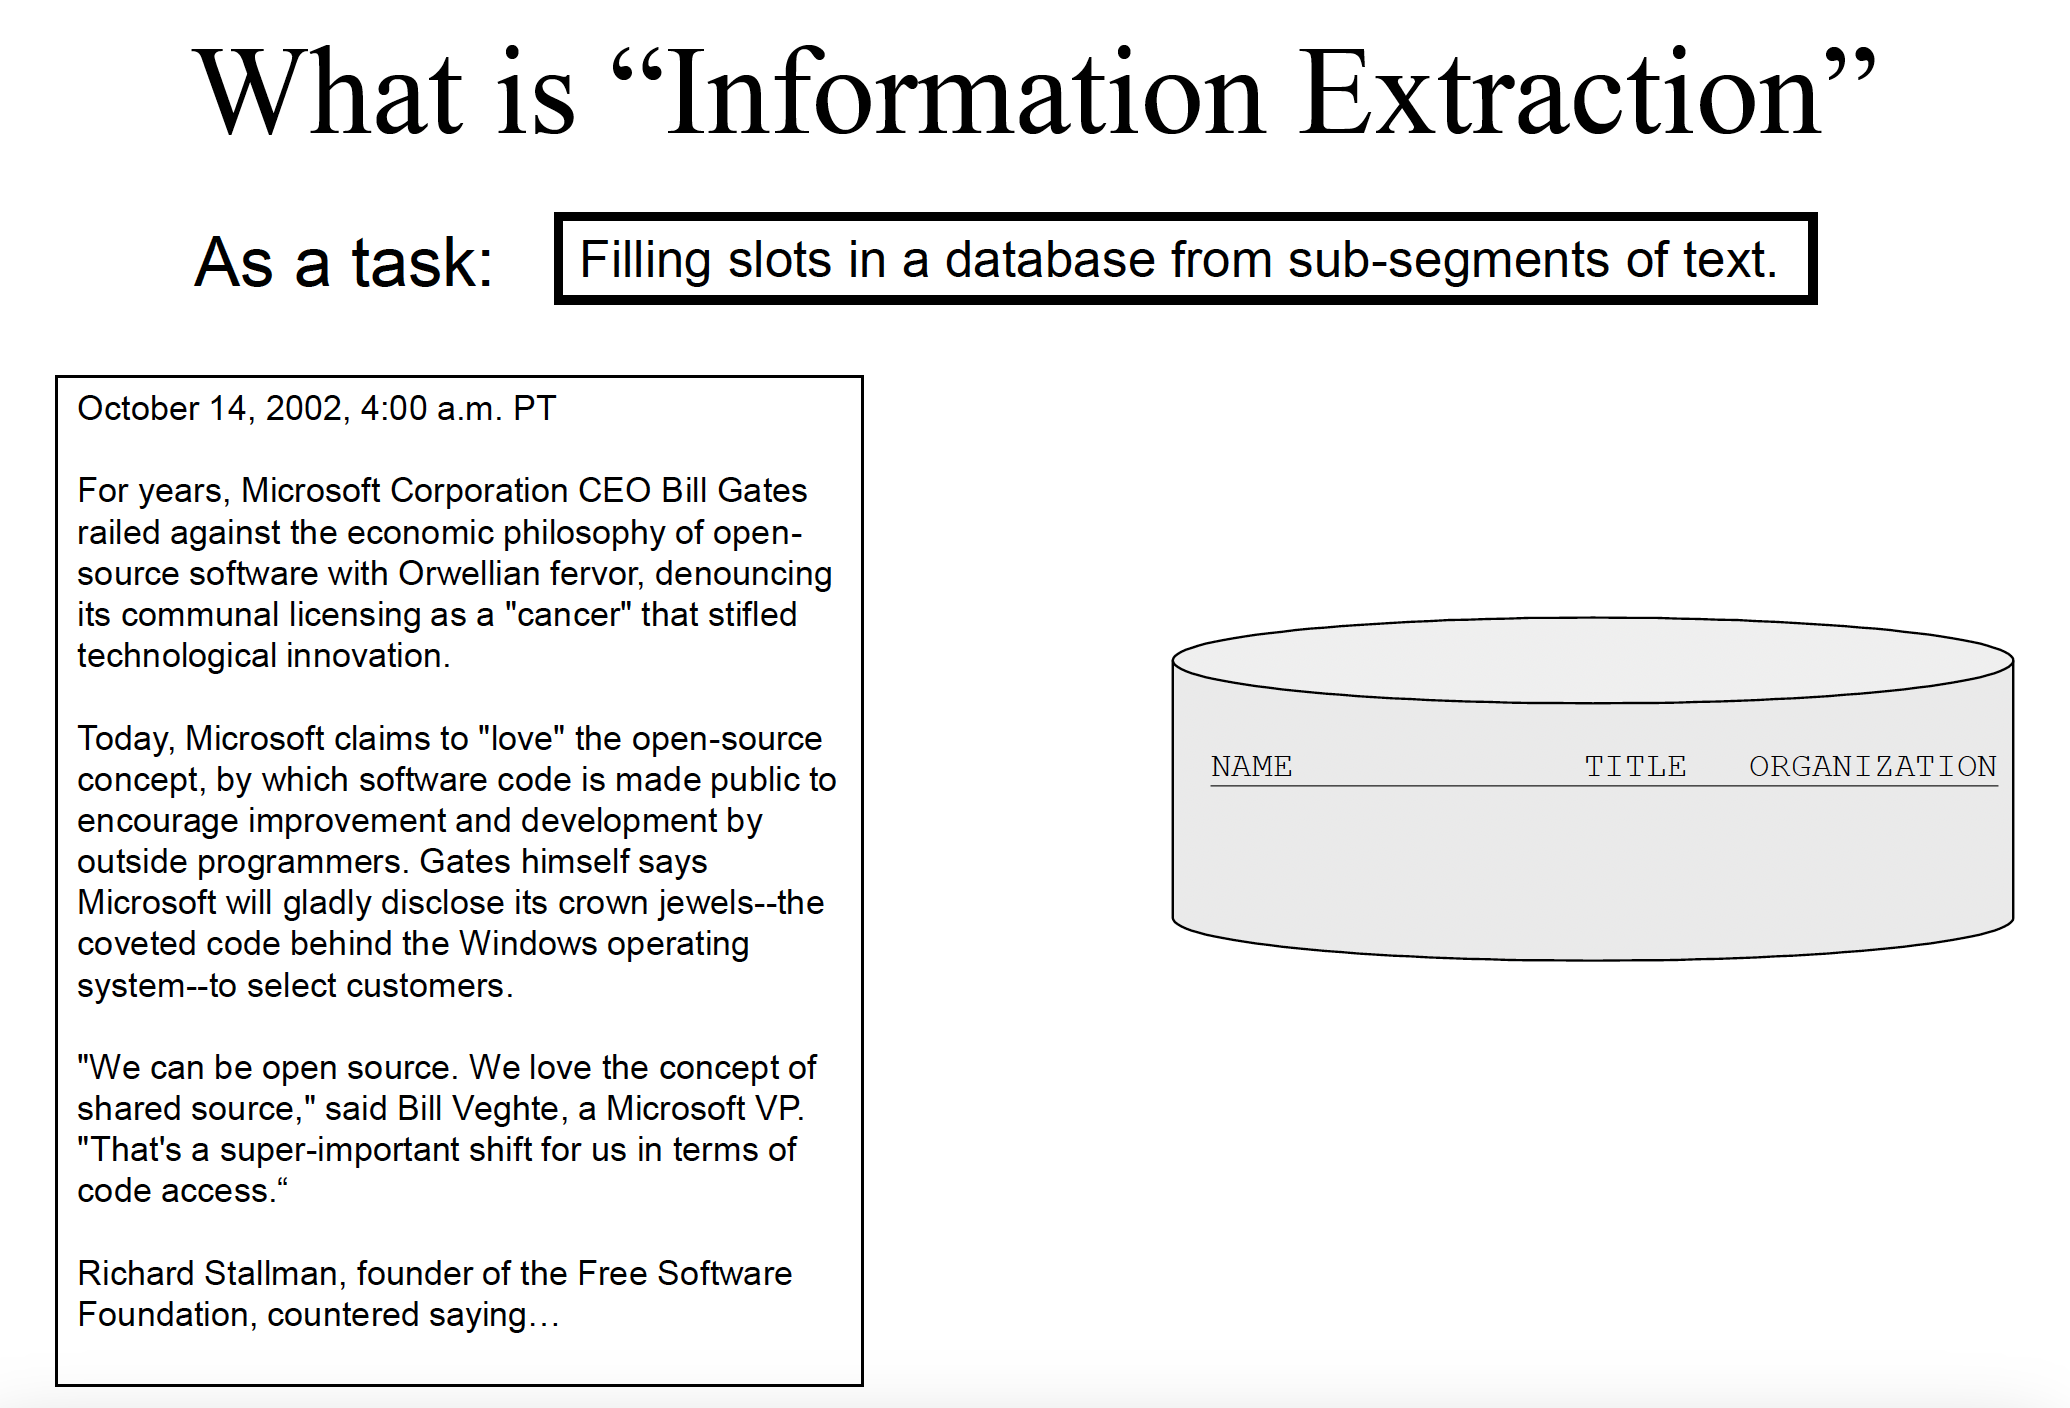 What is “Information Extraction”
As a task:
Filling slots in a database from sub-segments of text.
October 14, 2002, 4:00 a.m. PT
For years, Microsoft Corporation CEO Bill Gates
railed against the economic philosophy of open-
source software with Orwellian fervor, denouncing
its communal licensing as a "cancer" that stifled
technological innovation.
Today, Microsoft claims to "love" the open-source
concept, by which software code is made public to
encourage improvement and development by
outside programmers. Gates himself says
Microsoft will gladly disclose its crown jewels--the
coveted code behind the Windows operating
system--to select customers.
"We can be open source. We love the concept of
shared source," said Bill Veghte, a Microsoft VP.
"That's a super-important shift for us in terms of
code access.“
Richard Stallman, founder of the Free Software
Foundation, countered saying…
NAME TITLE ORGANIZATION